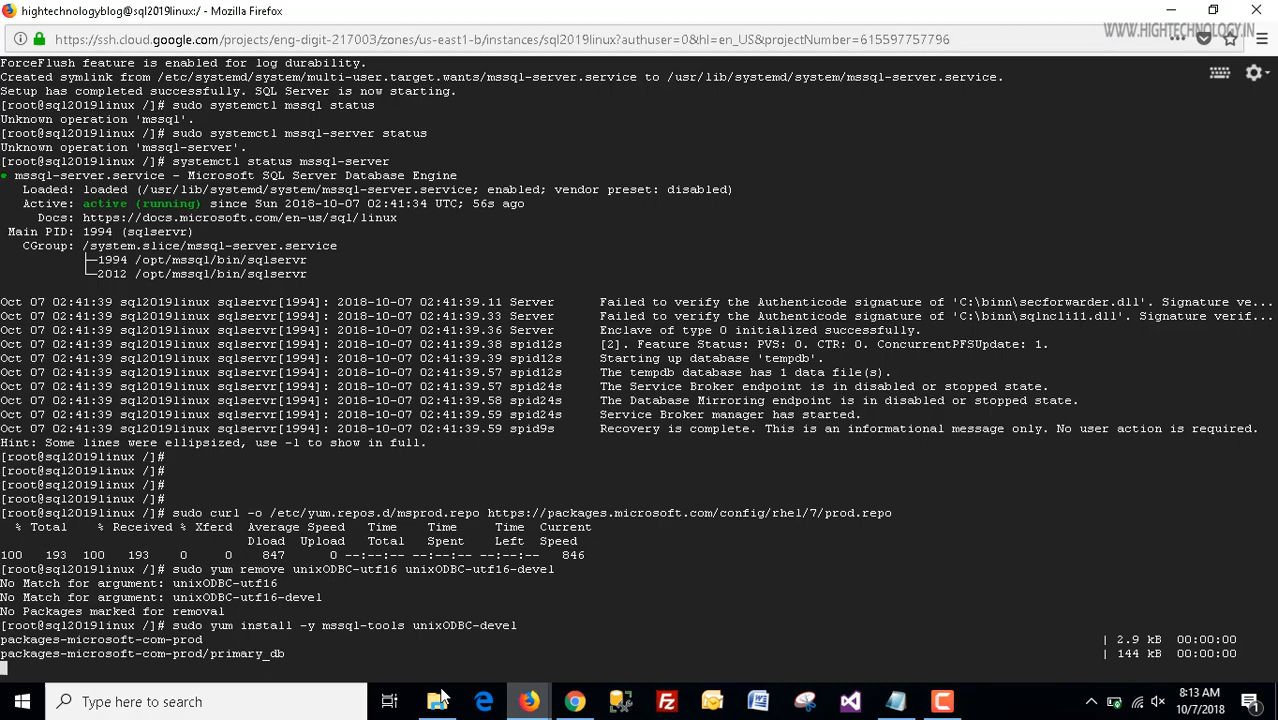 hightechnologyblog@sql2019linux:/ - Mozilla Firefox
https://ssh.cloud.google.com/projects/eng-digit-217003/zones/us-east1-b/instances/sql2019linux?authuser=0&hl=en_US&projectNumber=615597757796
WWW.HIGHTECHNOLOGY.IN
ForceFlush feature is enabled for log durability.
Created symlink from /etc/systemd/system/multi-user.target.wants/mssql-server.service to /usr/lib/systemd/system/mssql-server.service.
Setup has completed successfully. SQL Server is now starting.
[root@sql2019linux /]# sudo systemctl mssql status
Unknown operation 'mssql'.
[root@sql2019linux /]# sudo systemctl mssql-server status
Unknown operation 'mssql-server'.
[root@sql2019linux /]# systemctl status mssql-server
● mssql-server.service - Microsoft SQL Server Database Engine
Loaded: loaded (/usr/lib/systemd/system/mssql-server.service; enabled; vendor preset: disabled)
Active: active (running) since Sun 2018-10-07 02:41:34 UTC; 56s ago
Docs: https://docs.microsoft.com/en-us/sql/linux
Main PID: 1994 (sqlservr)
CGroup: /system.slice/mssql-server.service
├─1994 /opt/mssql/bin/sqlservr
└─2012 /opt/mssql/bin/sqlservr
Oct 07 02:41:39 sql2019linux sqlservr[1994]: 2018-10-07 02:41:39.11 Server Failed to verify the Authenticode signature of 'C:\binn\secforwarder.dll'. Signature ve...
Oct 07 02:41:39 sql2019linux sqlservr[1994]: 2018-10-07 02:41:39.33 Server Failed to verify the Authenticode signature of 'C:\binn\sqlncli11.dll'. Signature verif...
Oct 07 02:41:39 sql2019linux sqlservr[1994]: 2018-10-07 02:41:39.36 Server Enclave of type 0 initialized successfully.
Oct 07 02:41:39 sql2019linux sqlservr[1994]: 2018-10-07 02:41:39.38 spid12s [2]. Feature Status: PVS: 0. CTR: 0. ConcurrentPFSUpdate: 1.
Oct 07 02:41:39 sql2019linux sqlservr[1994]: 2018-10-07 02:41:39.39 spid12s Starting up database 'tempdb'.
Oct 07 02:41:39 sql2019linux sqlservr[1994]: 2018-10-07 02:41:39.57 spid12s The tempdb database has 1 data file(s).
Oct 07 02:41:39 sql2019linux sqlservr[1994]: 2018-10-07 02:41:39.57 spid24s The Service Broker endpoint is in disabled or stopped state.
Oct 07 02:41:39 sql2019linux sqlservr[1994]: 2018-10-07 02:41:39.58 spid24s The Database Mirroring endpoint is in disabled or stopped state.
Oct 07 02:41:39 sql2019linux sqlservr[1994]: 2018-10-07 02:41:39.59 spid24s Service Broker manager has started.
Oct 07 02:41:39 sql2019linux sqlservr[1994]: 2018-10-07 02:41:39.59 spid9s Recovery is complete. This is an informational message only. No user action is required.
Hint: Some lines were ellipsized, use -l to show in full.
[root@sql2019linux /]#
[root@sql2019linux /]#
[root@sql2019linux /]#
[root@sql2019linux /]#
[root@sql2019linux /]# sudo curl -o /etc/yum.repos.d/msprod.repo https://packages.microsoft.com/config/rhel/7/prod.repo
% Total % Received % Xferd Average Speed Time Time Time Current
Dload Upload Total Spent Left Speed
100 193 100 193 0 0 847 0 --:--:-- --:--:-- --:--:-- 846
[root@sql2019linux /]# sudo yum remove unixODBC-utf16 unixODBC-utf16-devel
No Match for argument: unixODBC-utf16
No Match for argument: unixODBC-utf16-devel
No Packages marked for removal
[root@sql2019linux /]# sudo yum install -y mssql-tools unixODBC-devel
packages-microsoft-com-prod | 2.9 kB 00:00:00
packages-microsoft-com-prod/primary_db | 144 kB 00:00:00
Type here to search
8:13 AM
10/7/2018